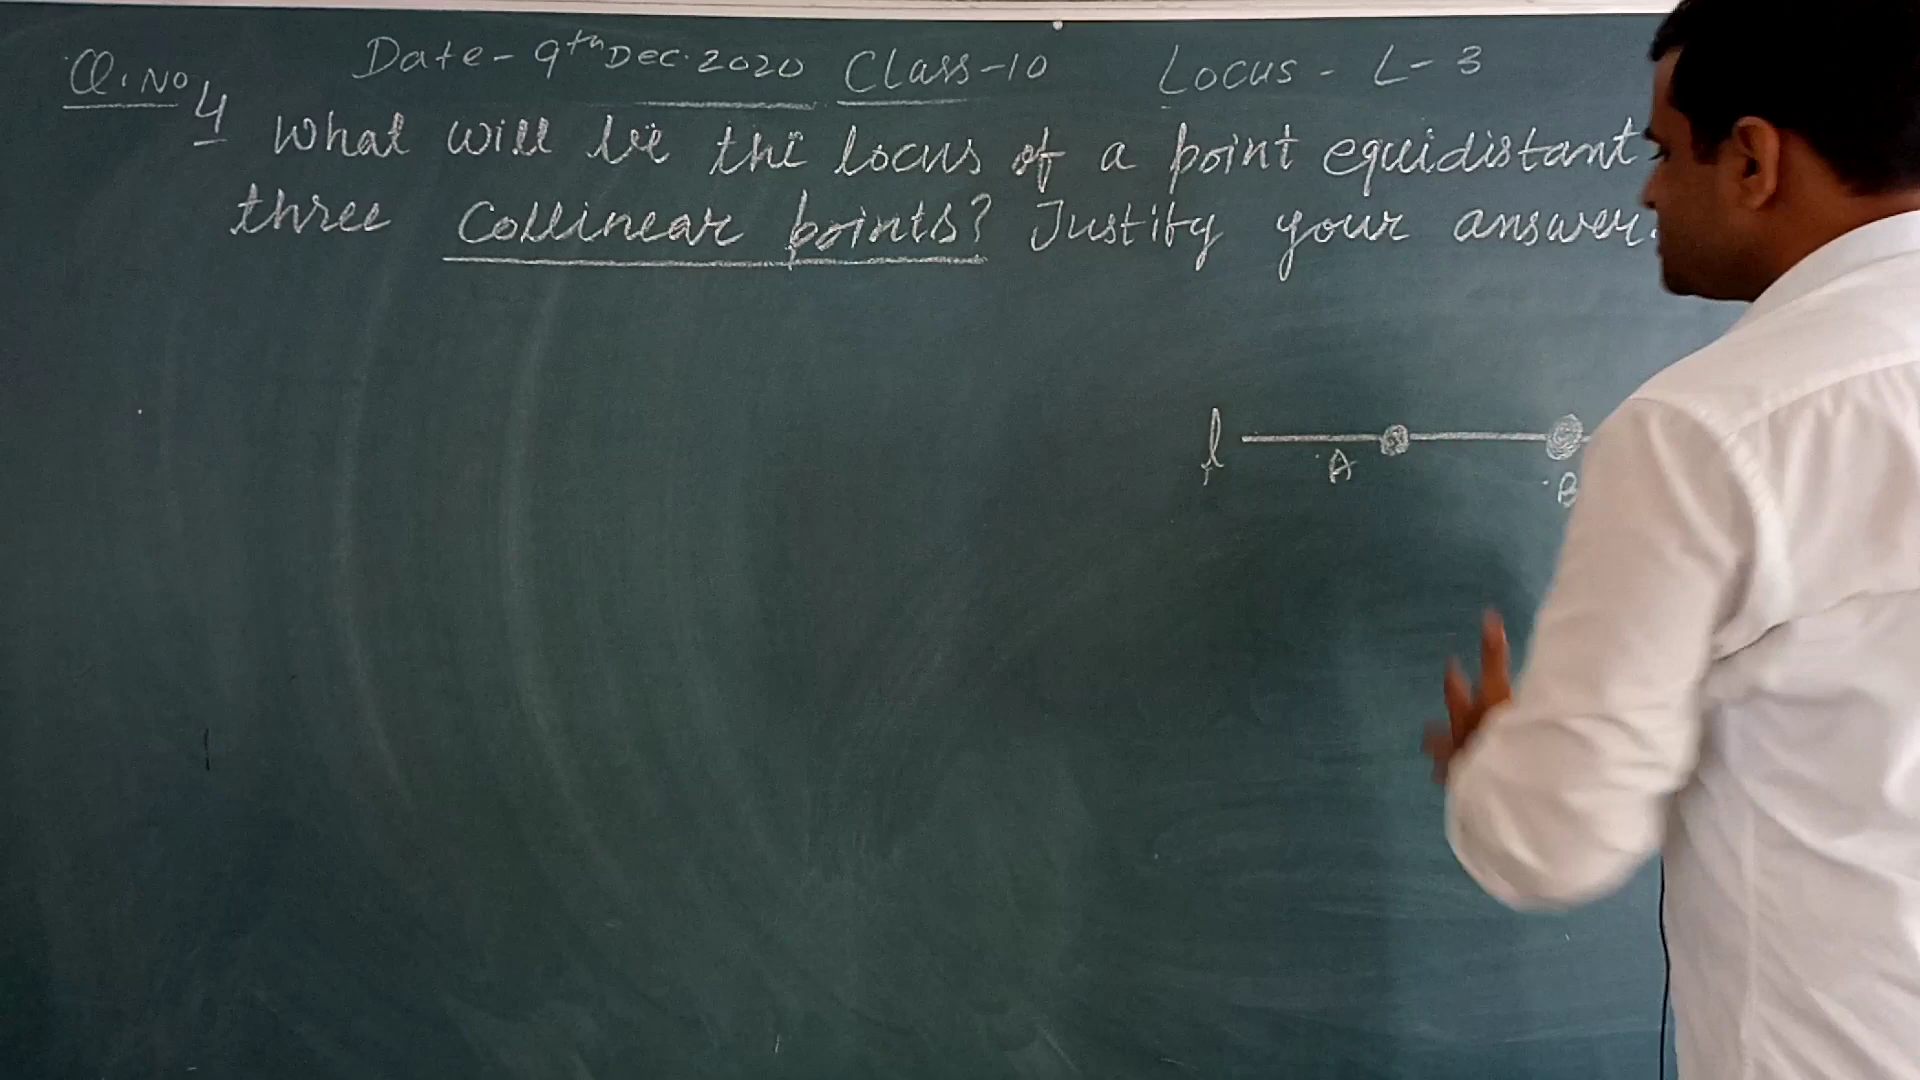 Date - 9th Dec. 2020 Class-10 Locus - L-3
Q. No 4 What will be the locus of a point equidistant
three collinear points? Justify your answer.
l A B